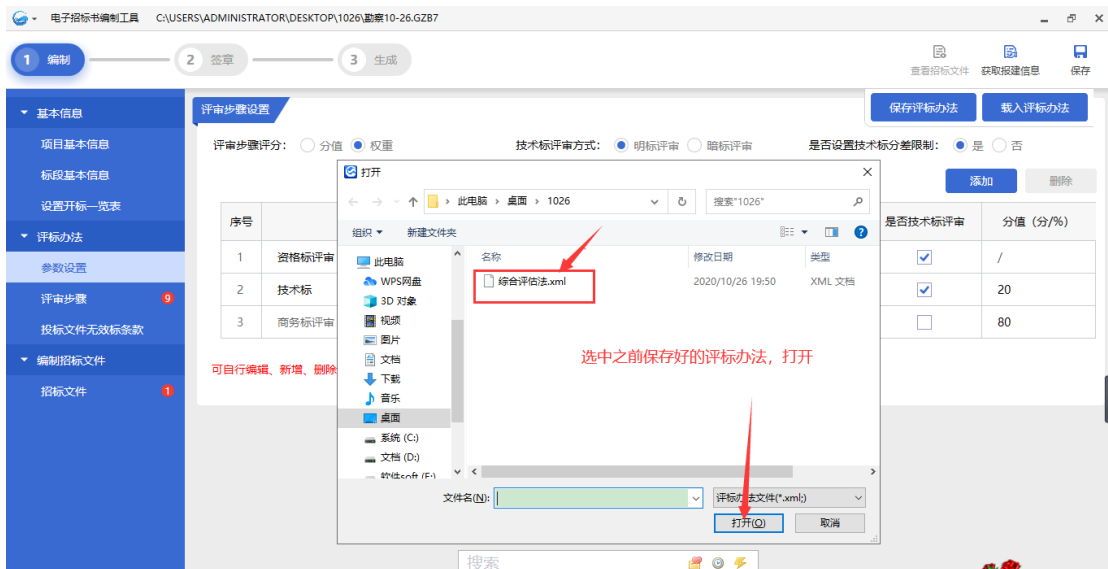 电子招标书编制工具 C:\USERS\ADMINISTRATOR\DESKTOP\1026\勘察10-26.GZB7
1 编制 2 签章 3 生成
查看招标文件 获取报建信息 保存
基本信息
项目基本信息
标段基本信息
设置开标一览表
评标办法
参数设置
评审步骤 9
投标文件无效标条款
编制招标文件
招标文件 1
评审步骤设置 保存评标办法 载入评标办法
评审步骤评分： 分值 权重 技术标评审方式： 明标评审 暗标评审 是否设置技术标分差限制： 是 否
添加 删除
序号 是否技术标评审 分值（分/%）
1 资格标评审 /
2 技术标 20
3 商务标评审 80
可自行编辑、新增、删除
打开
此电脑 › 桌面 › 1026 搜索"1026"
组织 新建文件夹
此电脑
WPS网盘
3D 对象
视频
图片
文档
下载
音乐
桌面
系统 (C:)
文档 (D:)
软件soft (E:)
名称 修改日期 类型
综合评估法.xml 2020/10/26 19:50 XML 文档
选中之前保存好的评标办法，打开
文件名(N): 评标办法文件(*.xml;)
打开(O) 取消
搜索